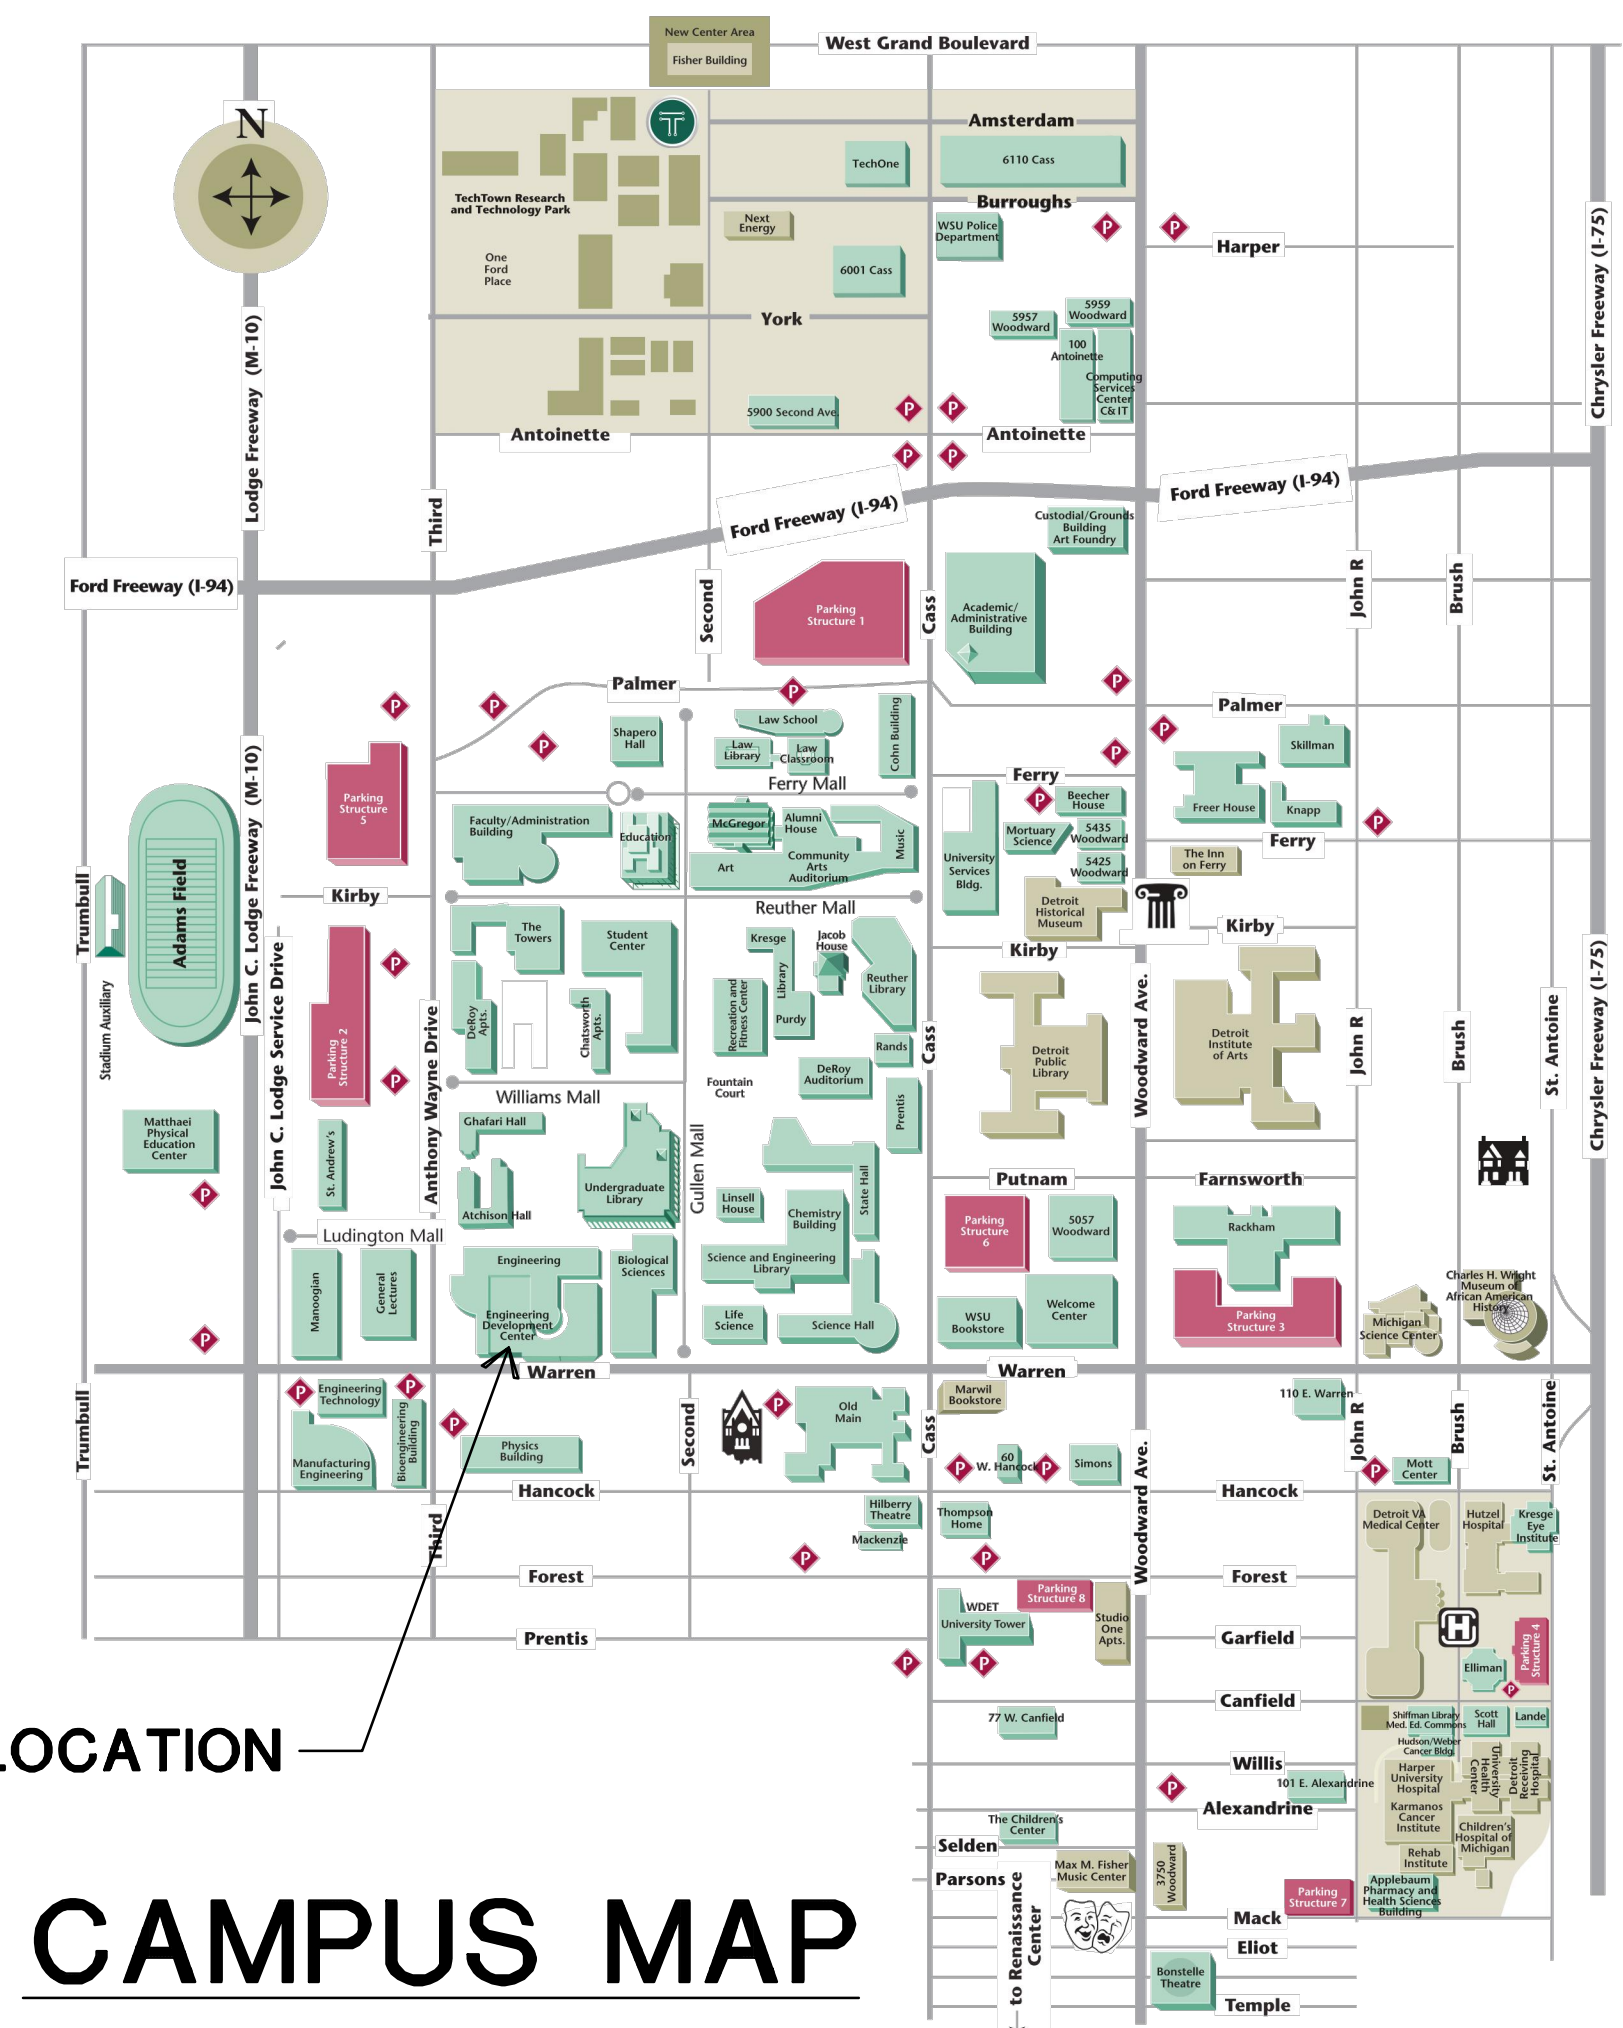 New Center Area
Fisher Building
West Grand Boulevard
N
Amsterdam
TechOne
6110 Cass
TechTown Research
and Technology Park
Burroughs
Next
Energy
WSU Police
Department
P
P
Harper
One
Ford
Place
6001 Cass
York
5957
Woodward
5959
Woodward
100
Antoinette
Computing
Services
Center
C& IT
5900 Second Ave.
P
P
Antoinette
Antoinette
P
P
Lodge Freeway (M-10)
Chrysler Freeway (I-75)
Third
Ford Freeway (I-94)
Ford Freeway (I-94)
Ford Freeway (I-94)
Custodial/Grounds
Building
Art Foundry
Second
Parking
Structure 1
Cass
Academic/
Administrative
Building
John R
Brush
Palmer
P
P
P
P
P
Palmer
Shapero
Hall
Law School
Law
Library
Law
Classroom
Cohn Building
P
P
P
Skillman
Ferry Mall
Ferry
Parking
Structure
5
John C. Lodge Freeway (M-10)
Faculty/Administration
Building
Education
McGregor
Alumni
House
Music
Art
Community
Arts
Auditorium
University
Services
Bldg.
P
Beecher
House
Mortuary
Science
5435
Woodward
5425
Woodward
Freer House
Knapp
P
Ferry
The Inn
on Ferry
Trumbull
Adams Field
Stadium Auxiliary
Kirby
Reuther Mall
Detroit
Historical
Museum
Kirby
Kirby
The
Towers
Student
Center
Kresge
Library
Purdy
Jacob
House
Reuther
Library
P
Parking
Structure 2
DeRoy
Apts.
Chatsworth
Apts.
Recreation and
Fitness Center
Rands
DeRoy
Auditorium
Cass
Detroit
Public
Library
Woodward Ave.
Detroit
Institute
of Arts
John R
Brush
St. Antoine
Chrysler Freeway (I-75)
John C. Lodge Service Drive
Anthony Wayne Drive
P
Williams Mall
Fountain
Court
Prentis
Matthaei
Physical
Education
Center
St. Andrew's
Ghafari Hall
Gullen Mall
P
Atchison Hall
Undergraduate
Library
Linsell
House
Chemistry
Building
State Hall
Putnam
Farnsworth
Parking
Structure
6
5057
Woodward
Rackham
Ludington Mall
Manoogian
General
Lectures
Engineering
Biological
Sciences
Science and Engineering
Library
Engineering
Development
Center
Life
Science
Science Hall
WSU
Bookstore
Welcome
Center
Parking
Structure 3
Michigan
Science Center
Charles H. Wright
Museum of
African American
History
P
Warren
Warren
Trumbull
P
Engineering
Technology
P
Manufacturing
Engineering
Bioengineering
Building
P
Physics
Building
Second
P
Old
Main
Cass
Marwil
Bookstore
110 E. Warren
John R
Brush
St. Antoine
P
60
W. Hancock
P
Simons
Woodward Ave.
P
Mott
Center
Hancock
Hancock
Third
Hilberry
Theatre
Mackenzie
Thompson
Home
P
P
Detroit VA
Medical Center
Hutzel
Hospital
Kresge
Eye
Institute
Forest
Forest
Parking
Structure 8
WDET
University Tower
Studio
One
Apts.
H
Parking
Structure 4
Prentis
Garfield
P
P
Elliman
P
Canfield
LOCATION
77 W. Canfield
Shiffman Library
Med. Ed. Commons
Scott
Hall
Lande
Hudson/Weber
Cancer Bldg.
Willis
P
101 E. Alexandrine
Harper
University
Hospital
University
Health
Center
Detroit
Receiving
Hospital
Alexandrine
Karmanos
Cancer
Institute
The Children's
Center
Selden
Children's
Hospital of
Michigan
Parsons
Max M. Fisher
Music Center
3750
Woodward
Rehab
Institute
Parking
Structure 7
Applebaum
Pharmacy and
Health Sciences
Building
Mack
to Renaissance
Center
Eliot
Bonstelle
Theatre
Temple
CAMPUS MAP